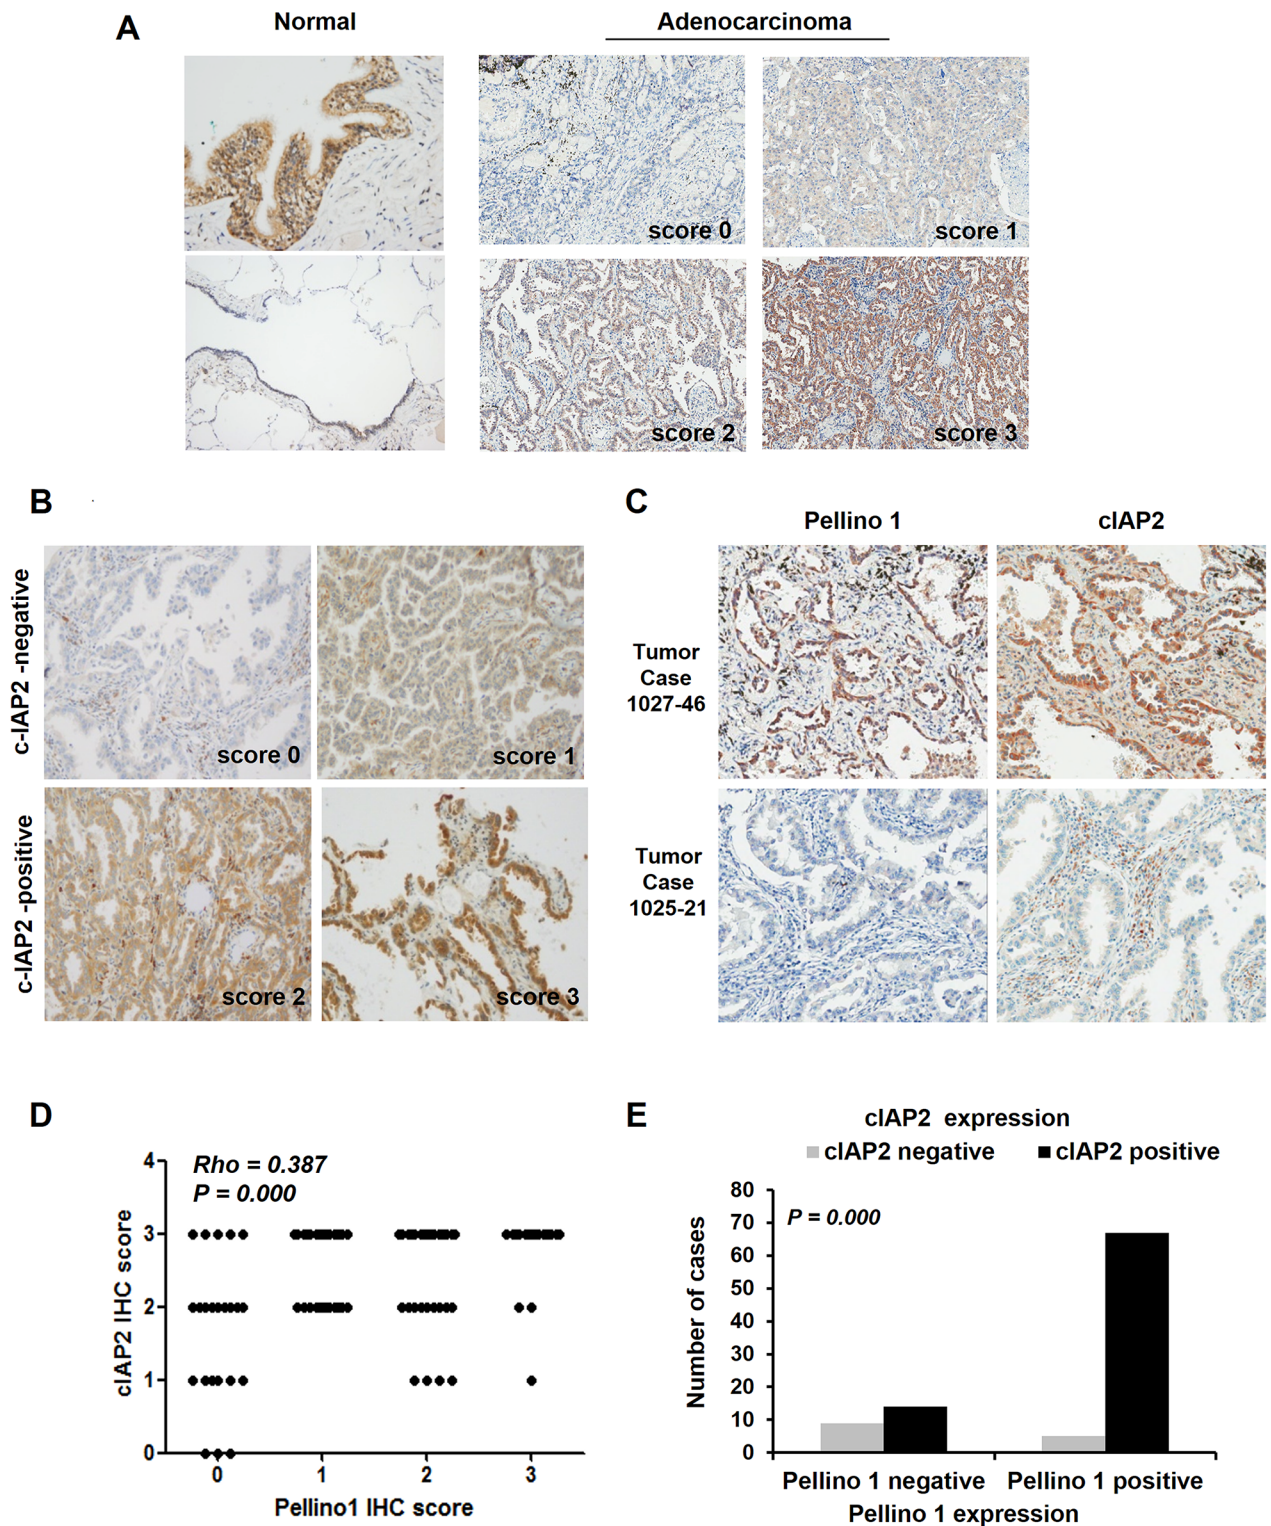 A
Normal
Adenocarcinoma
score 0
score 1
score 2
score 3
B
c-IAP2 -negative
score 0
score 1
c-IAP2 -positive
score 2
score 3
C
Pellino 1
cIAP2
Tumor
Case
1027-46
Tumor
Case
1025-21
D
Rho = 0.387
P = 0.000
cIAP2 IHC score
4
3
2
1
0
0
1
2
3
Pellino1 IHC score
E
cIAP2 expression
cIAP2 negative
cIAP2 positive
P = 0.000
Number of cases
80
70
60
50
40
30
20
10
0
Pellino 1 negative
Pellino 1 positive
Pellino 1 expression